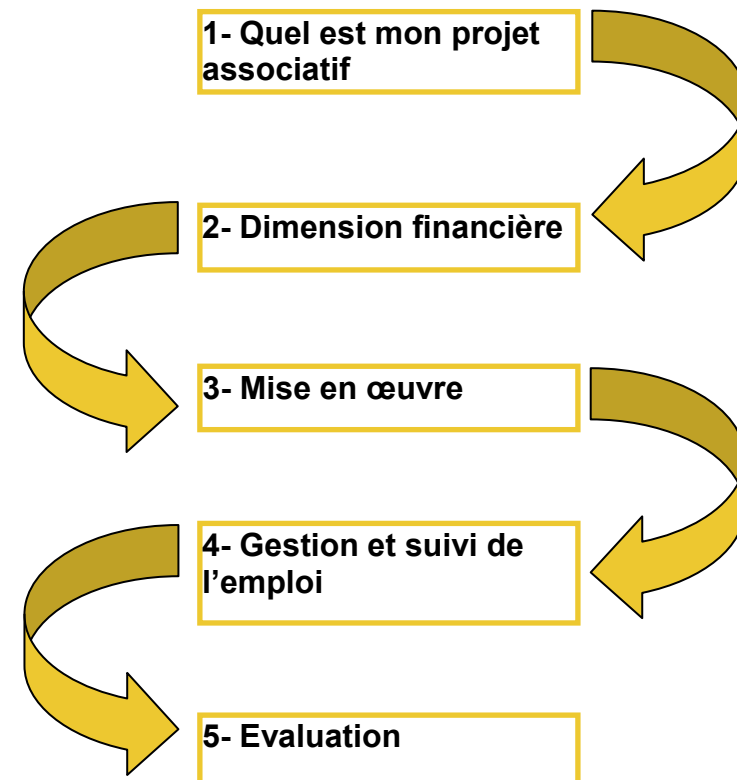 1- Quel est mon projet
associatif
2- Dimension financière
3- Mise en œuvre
4- Gestion et suivi de
l’emploi
5- Evaluation